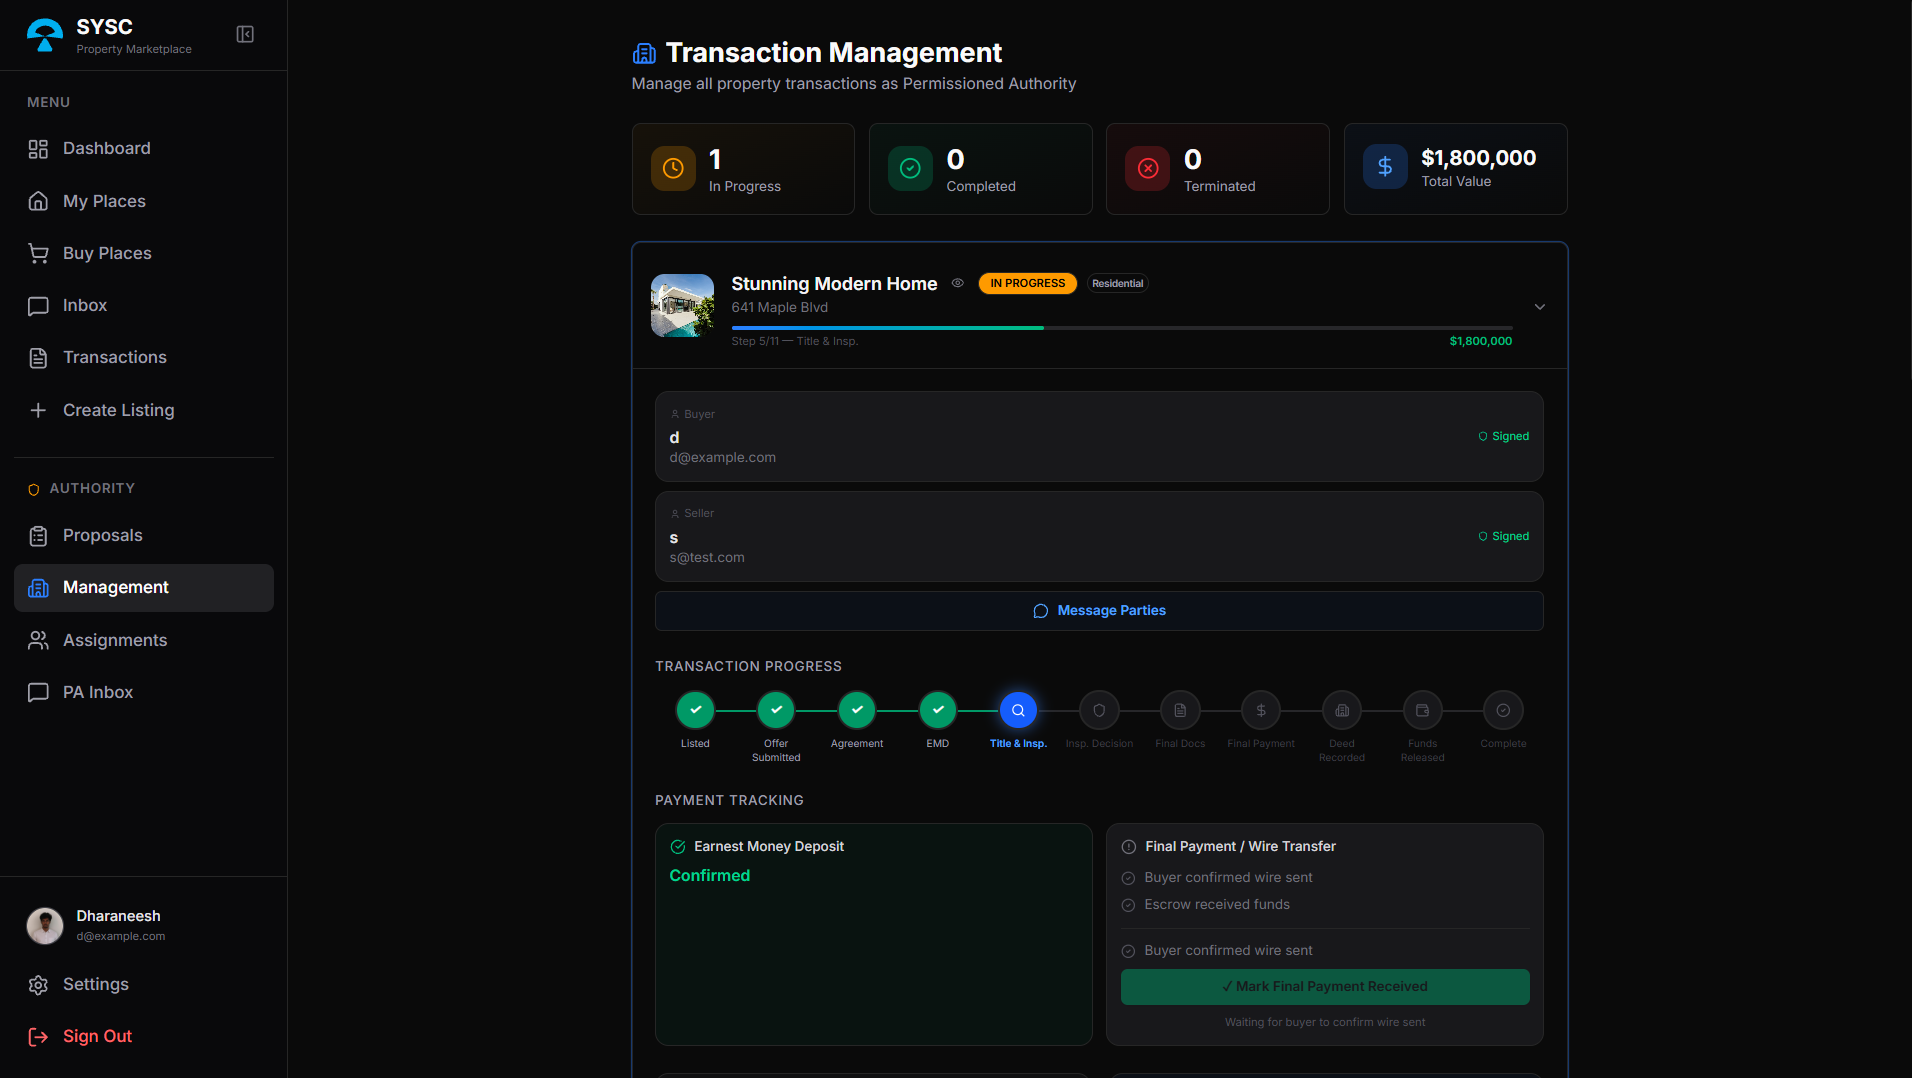 SYSC
Property Marketplace
MENU
Dashboard
My Places
Buy Places
Inbox
Transactions
Create Listing
AUTHORITY
Proposals
Management
Assignments
PA Inbox
Dharaneesh
d@example.com
Settings
Sign Out
Transaction Management
Manage all property transactions as Permissioned Authority
1
In Progress
0
Completed
0
Terminated
$1,800,000
Total Value
Stunning Modern Home
IN PROGRESS
Residential
641 Maple Blvd
Step 5/11 — Title & Insp.
$1,800,000
Buyer
d
d@example.com
Signed
Seller
s
s@test.com
Signed
Message Parties
TRANSACTION PROGRESS
Listed
Offer
Submitted
Agreement
EMD
Title & Insp.
Insp. Decision
Final Docs
Final Payment
Deed
Recorded
Funds
Released
Complete
PAYMENT TRACKING
Earnest Money Deposit
Confirmed
Final Payment / Wire Transfer
Buyer confirmed wire sent
Escrow received funds
Buyer confirmed wire sent
✓ Mark Final Payment Received
Waiting for buyer to confirm wire sent